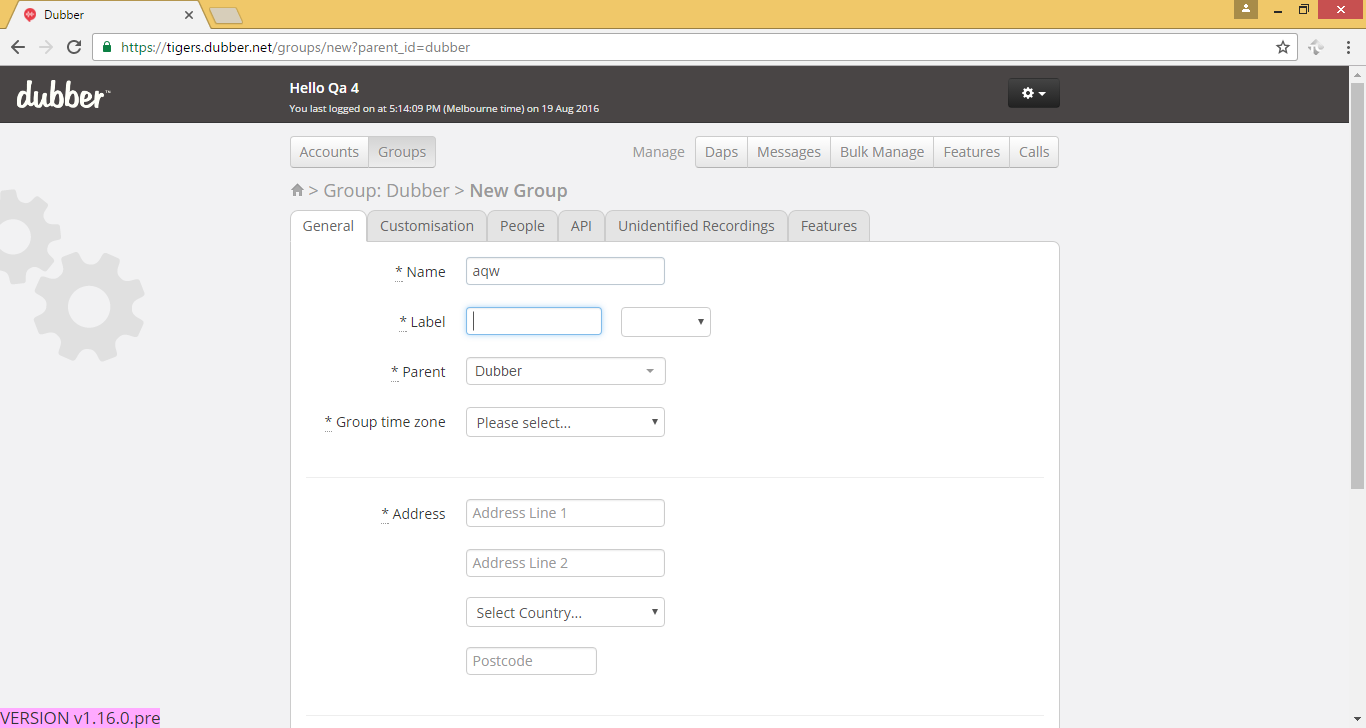 Dubber
https://tigers.dubber.net/groups/new?parent_id=dubber
dubber™
Hello Qa 4
You last logged on at 5:14:09 PM (Melbourne time) on 19 Aug 2016
Accounts Groups Manage Daps Messages Bulk Manage Features Calls
> Group: Dubber > New Group
General Customisation People API Unidentified Recordings Features
* Name aqw
* Label
* Parent Dubber
* Group time zone Please select...
* Address Address Line 1
Address Line 2
Select Country...
Postcode
VERSION v1.16.0.pre